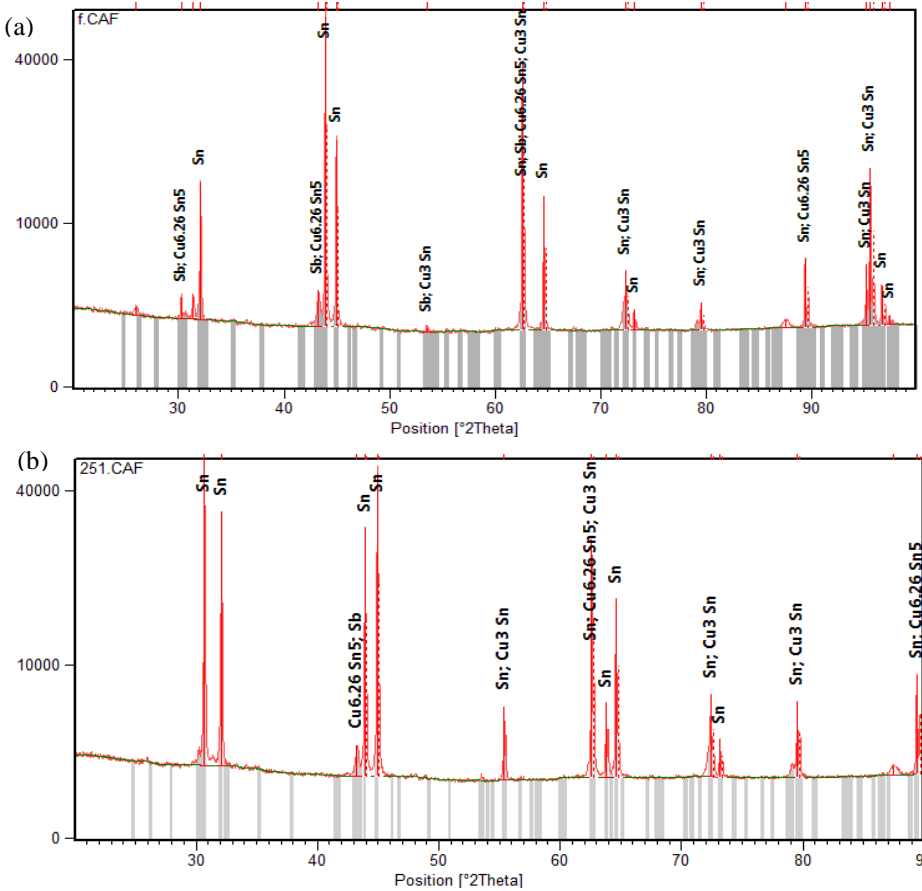 (a)
f.CAF
40000
10000
0
Sb; Cu6.26 Sn5
Sn
Sb; Cu6.26 Sn5
Sn
Sn
Sb; Cu3 Sn
Sn; Sb; Cu6.26 Sn5; Cu3 Sn
Sn
Sn; Cu3 Sn
Sn
Sn; Cu3 Sn
Cu6.26 Sn5
Sn; Cu3 Sn
Sn; Cu3 Sn
Sn
Sn
30 40 50 60 70 80 90
Position [°2Theta]
(b)
251.CAF
40000
10000
0
Sn
Sn
Cu6.26 Sn5; Sb
Sn
Sn
Sn; Cu3 Sn
Sn; Cu6.26 Sn5; Cu3 Sn
Sn
Sn
Sn; Cu3 Sn
Sn
Sn; Cu3 Sn
Sn; Cu6.26 Sn5
30 40 50 60 70 80 9
Position [°2Theta]